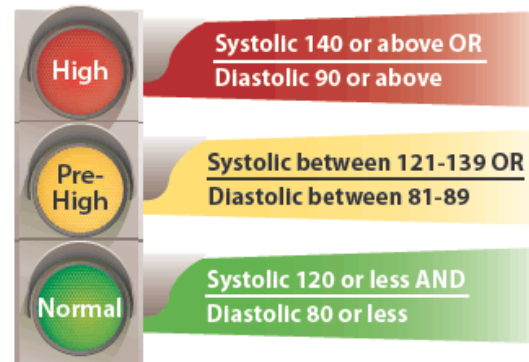 High
Systolic 140 or above OR
Diastolic 90 or above
Pre-
High
Systolic between 121-139 OR
Diastolic between 81-89
Normal
Systolic 120 or less AND
Diastolic 80 or less